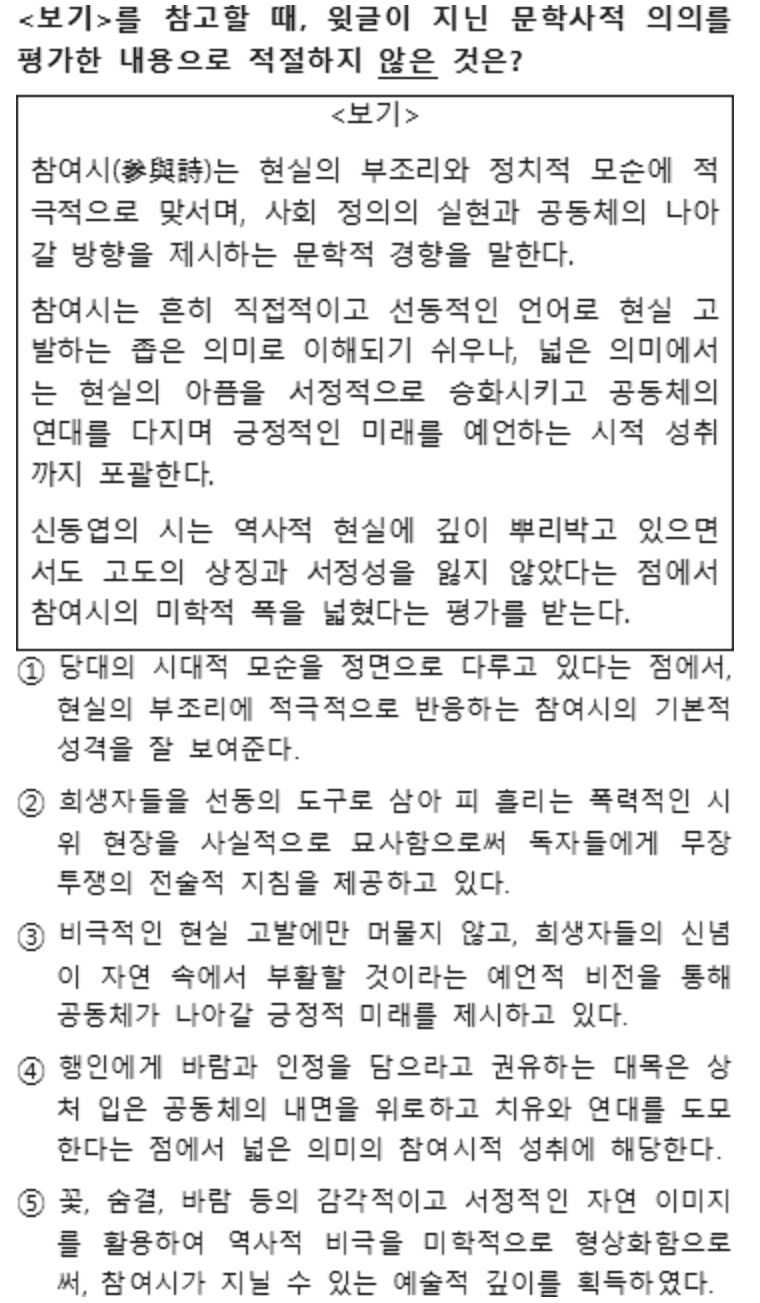 <보기>를 참고할 때, 윗글이 지닌 문학사적 의의를
평가한 내용으로 적절하지 않은 것은?
<보기>
참여시(參與詩)는 현실의 부조리와 정치적 모순에 적
극적으로 맞서며, 사회 정의의 실현과 공동체의 나아
갈 방향을 제시하는 문학적 경향을 말한다.
참여시는 흔히 직접적이고 선동적인 언어로 현실 고
발하는 좁은 의미로 이해되기 쉬우나, 넓은 의미에서
는 현실의 아픔을 서정적으로 승화시키고 공동체의
연대를 다지며 긍정적인 미래를 예언하는 시적 성취
까지 포괄한다.
신동엽의 시는 역사적 현실에 깊이 뿌리박고 있으면
서도 고도의 상징과 서정성을 잃지 않았다는 점에서
참여시의 미학적 폭을 넓혔다는 평가를 받는다.
① 당대의 시대적 모순을 정면으로 다루고 있다는 점에서,
현실의 부조리에 적극적으로 반응하는 참여시의 기본적
성격을 잘 보여준다.
② 희생자들을 선동의 도구로 삼아 피 흘리는 폭력적인 시
위 현장을 사실적으로 묘사함으로써 독자들에게 무장
투쟁의 전술적 지침을 제공하고 있다.
③ 비극적인 현실 고발에만 머물지 않고, 희생자들의 신념
이 자연 속에서 부활할 것이라는 예언적 비전을 통해
공동체가 나아갈 긍정적 미래를 제시하고 있다.
④ 행인에게 바람과 인정을 담으라고 권유하는 대목은 상
처 입은 공동체의 내면을 위로하고 치유와 연대를 도모
한다는 점에서 넓은 의미의 참여시적 성취에 해당한다.
⑤ 꽃, 숨결, 바람 등의 감각적이고 서정적인 자연 이미지
를 활용하여 역사적 비극을 미학적으로 형상화함으로
써, 참여시가 지닐 수 있는 예술적 깊이를 획득하였다.